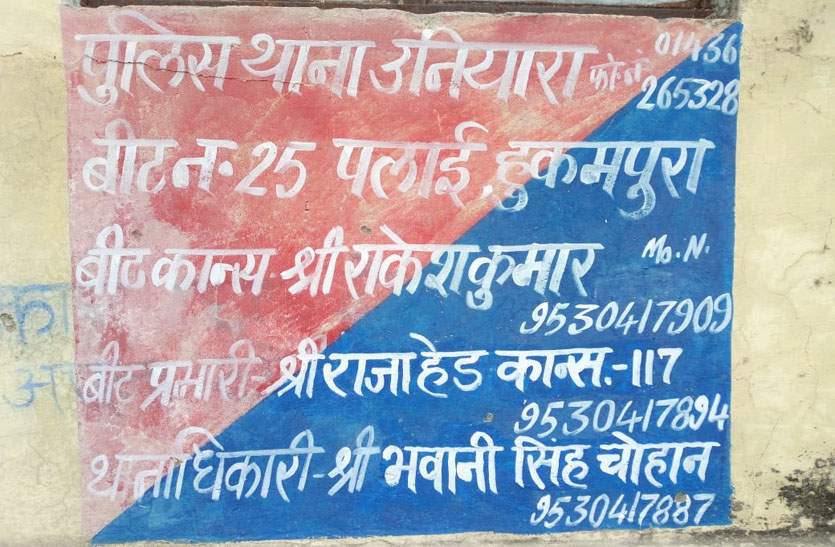 पुलिस थाना उनियारा फो.नं. 01436
265328
बीट न. 25 पलाई, हुकमपुरा
बीट कान्स. श्री राकेश कुमार Mo.N.
9530417909
बीट प्रभारी- श्री राजा हेड कान्स.-117
9530417894
थानाधिकारी-श्री भवानी सिंह चोहान
9530417887